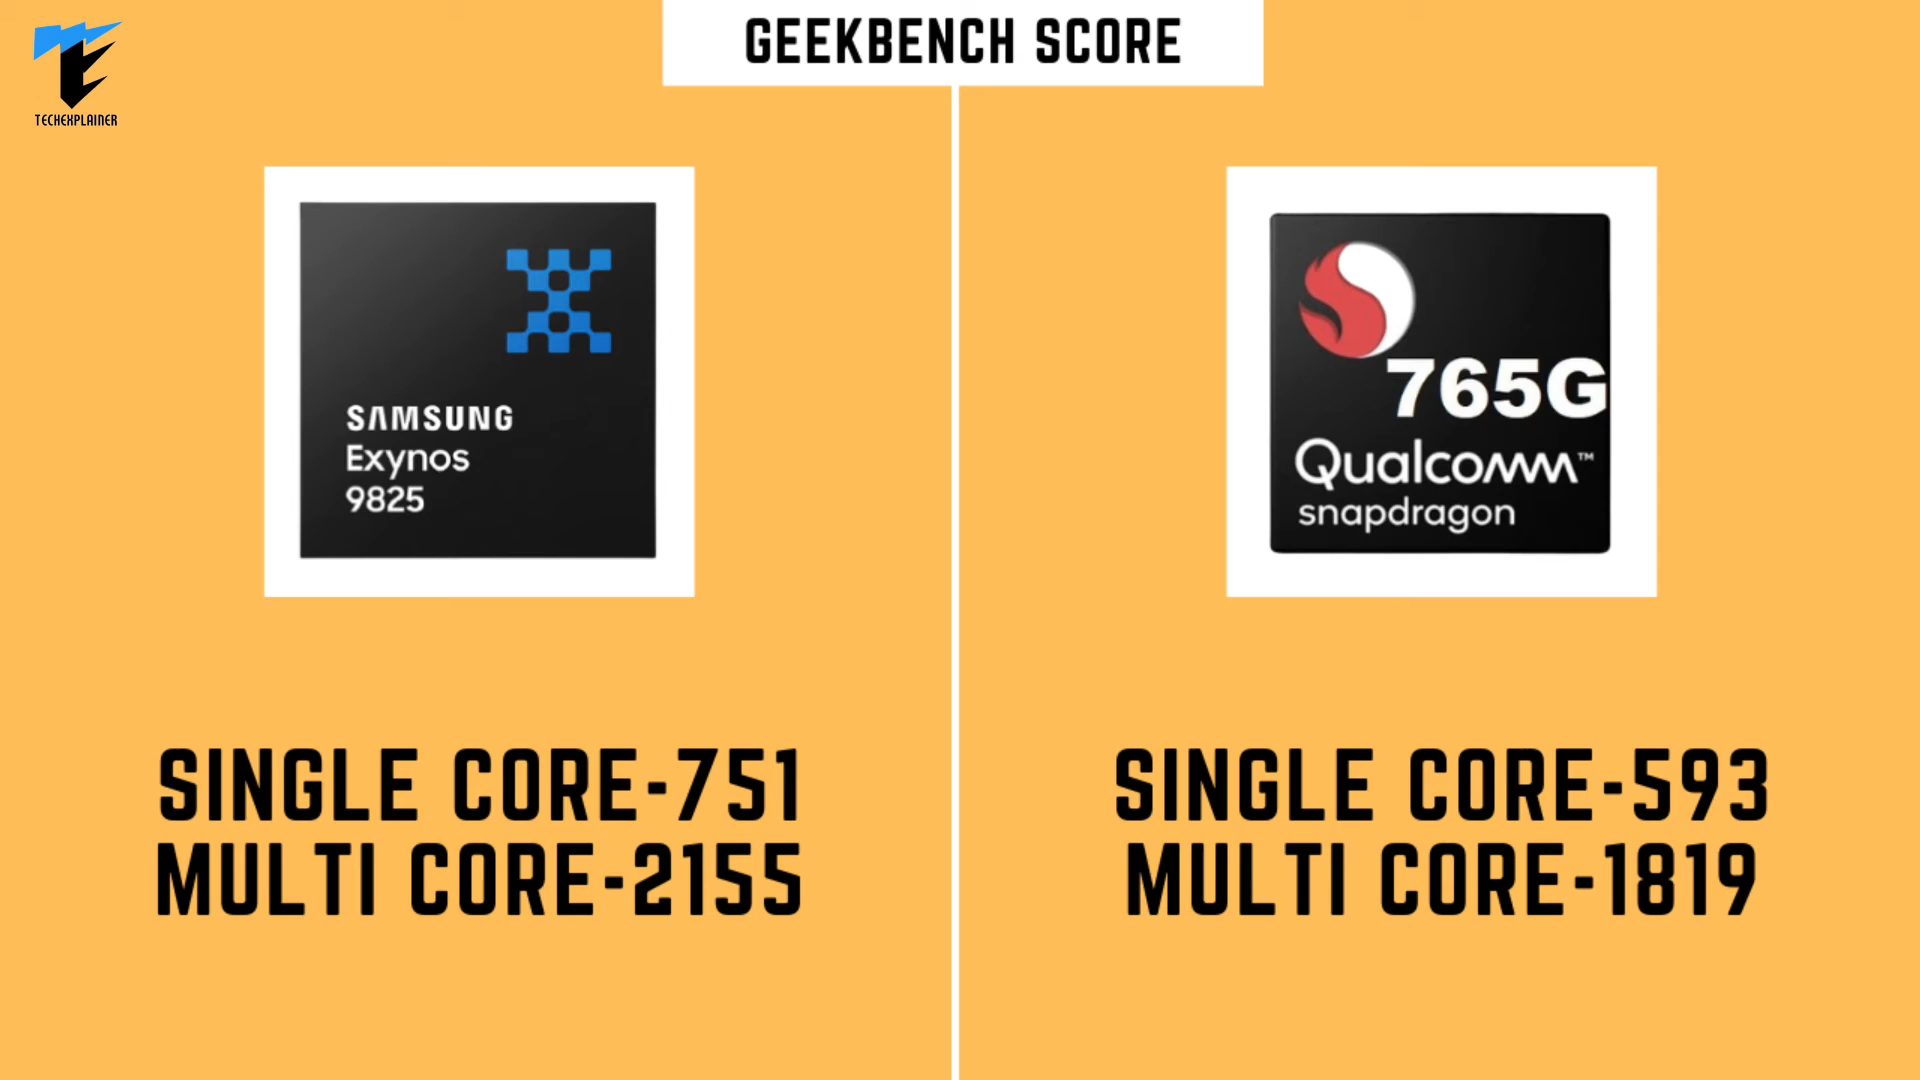 GEEKBENCH SCORE
TECHEXPLAINER
SAMSUNG
Exynos
9825
765G
Qualcomm™
snapdragon
SINGLE CORE-751
MULTI CORE-2155
SINGLE CORE-593
MULTI CORE-1819